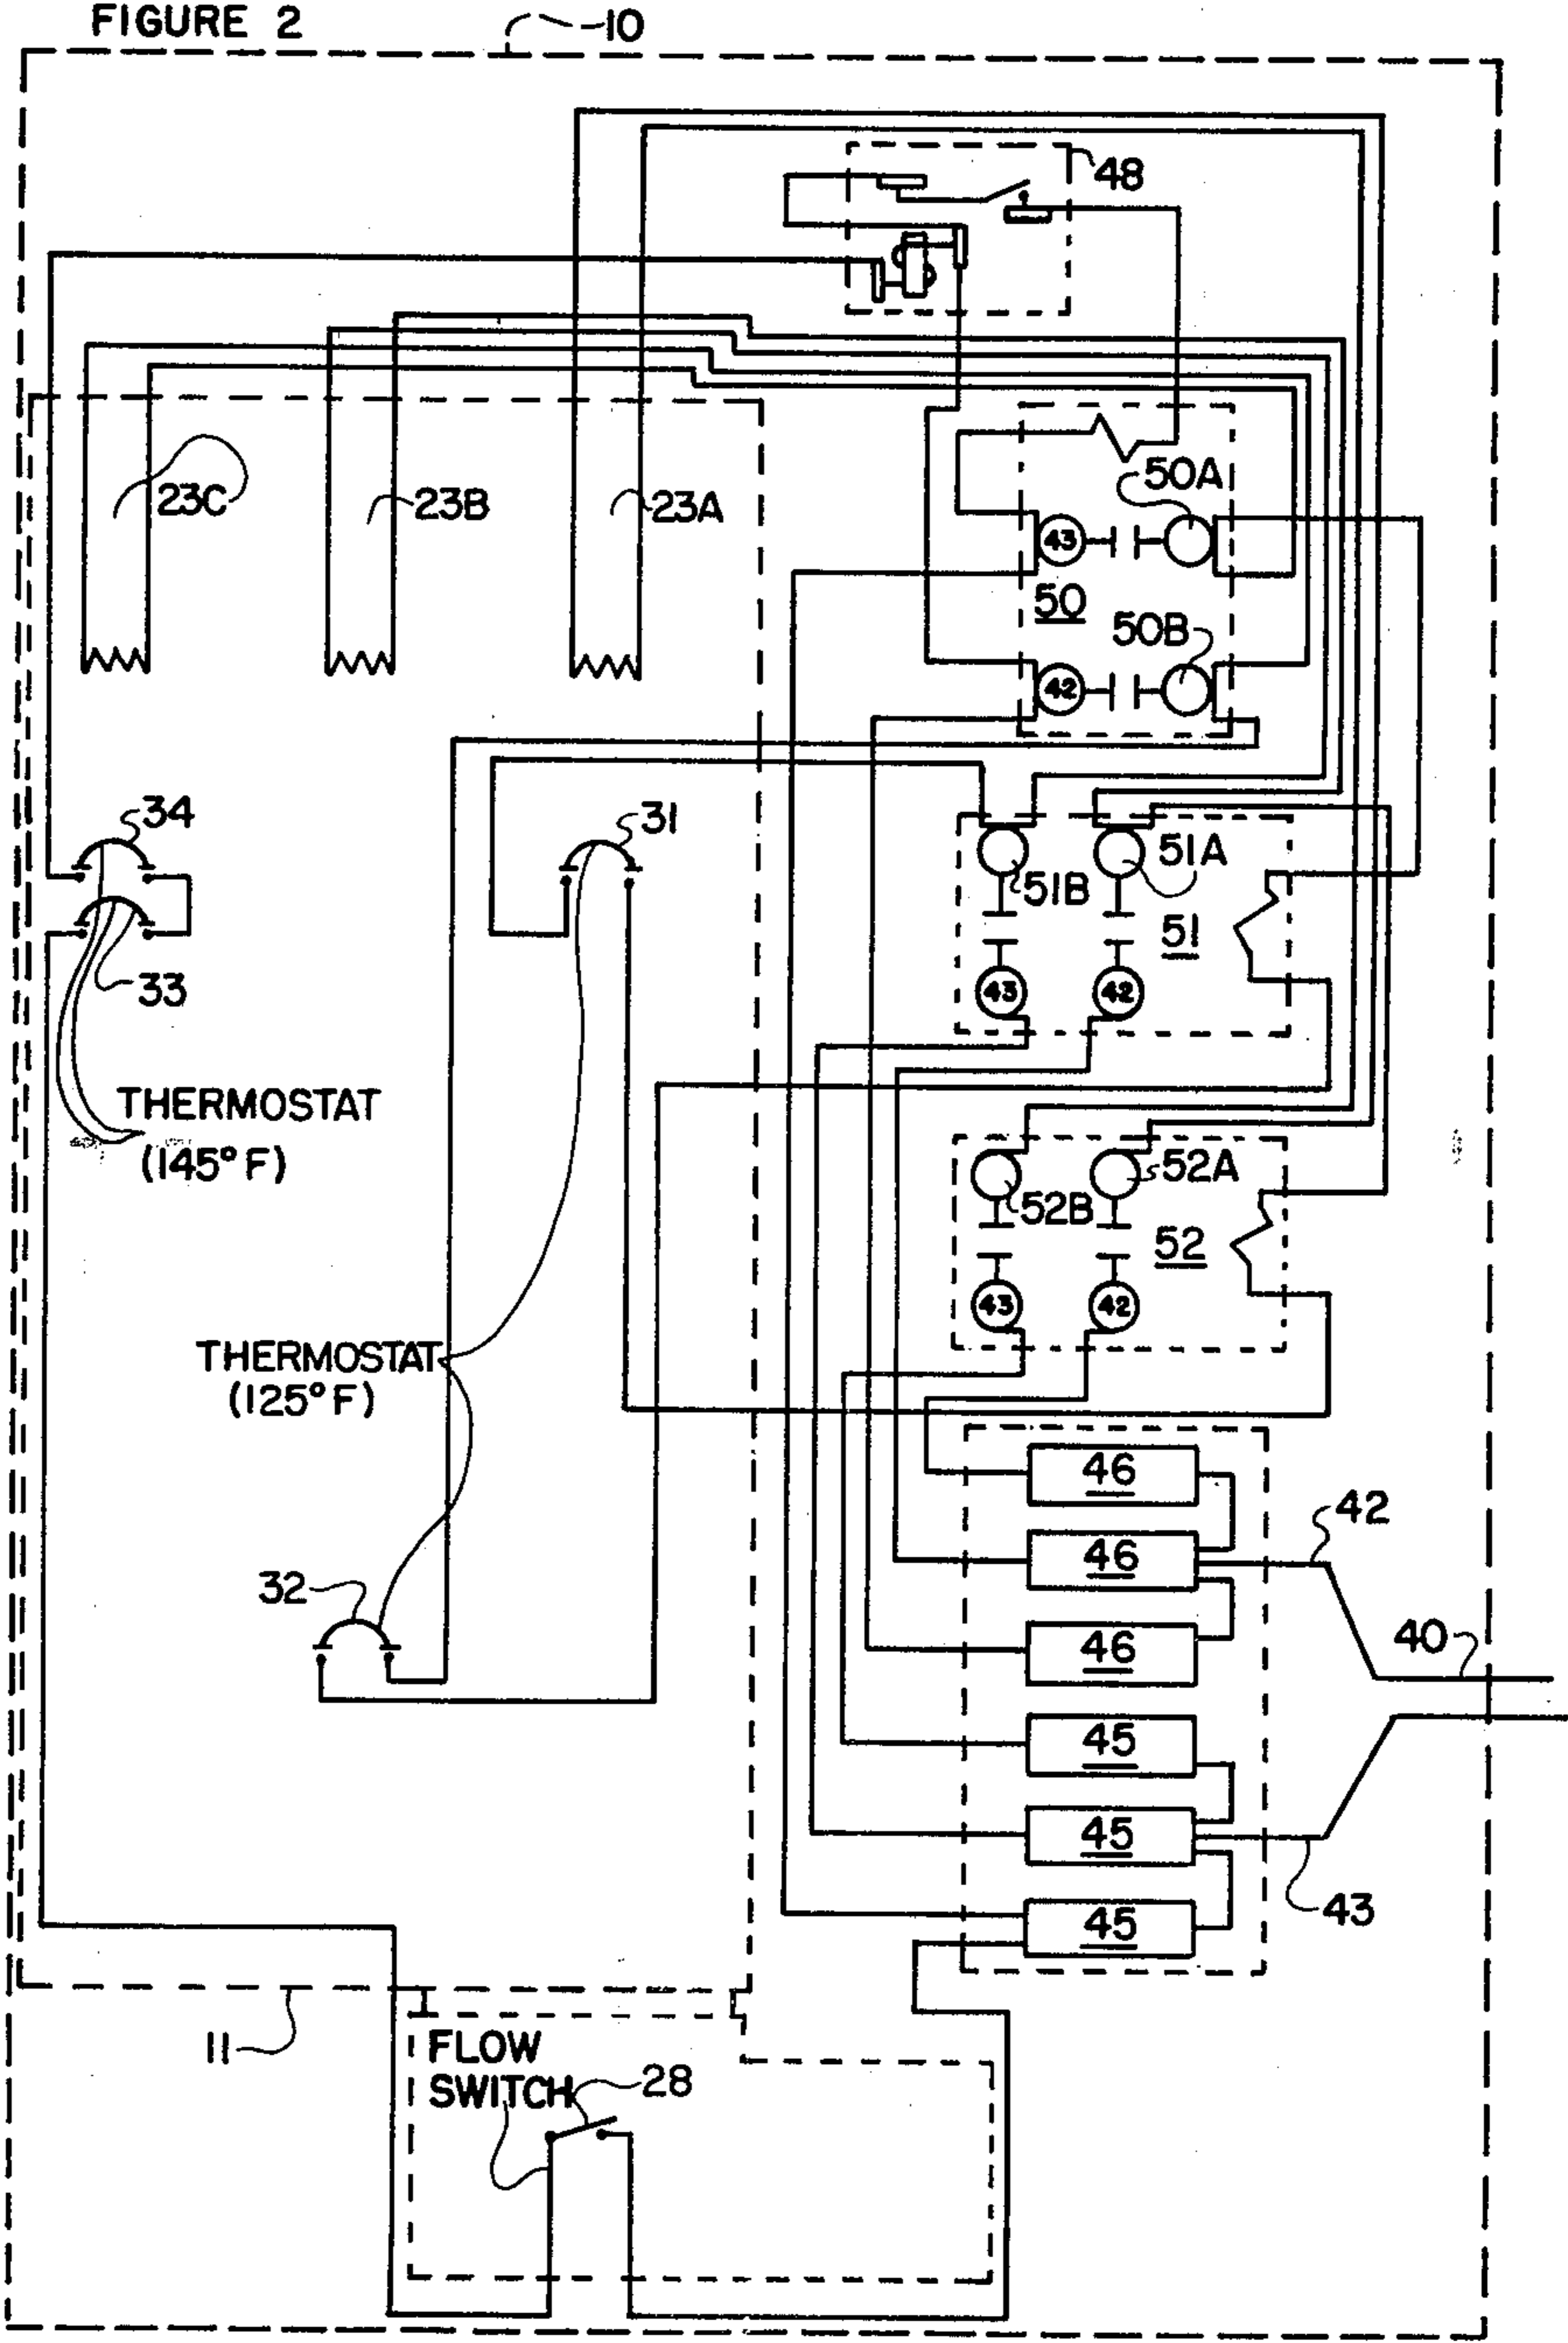 FIGURE 2
10
48
50A
23C
23B
23A
43
50
50B
42
34
31
51A
51B
51
33
43
42
THERMOSTAT
(145°F)
52A
52B
52
43
42
THERMOSTAT
(125°F)
46
42
46
32
40
46
45
45
43
45
11
FLOW
SWITCH
28